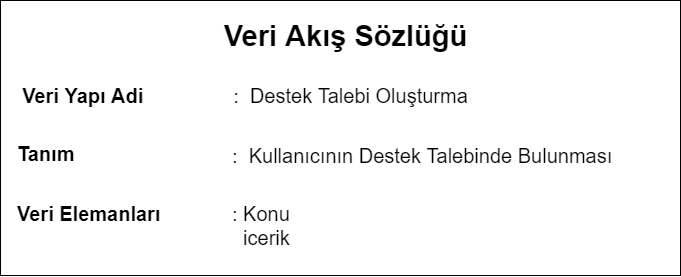 Veri Akış Sözlüğü
Veri Yapı Adi : Destek Talebi Oluşturma
Tanım : Kullanıcının Destek Talebinde Bulunması
Veri Elemanları : Konu
icerik